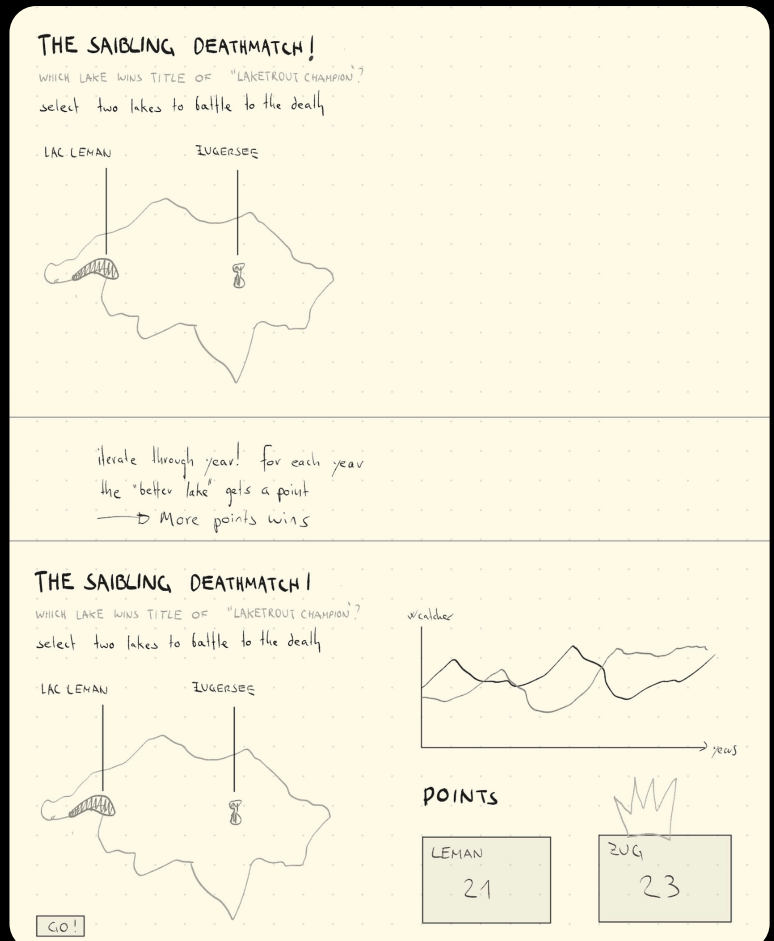 THE SAIBLING DEATHMATCH!
WHICH LAKE WINS TITLE OF "LAKETROUT CHAMPION"?
select two lakes to battle to the death
LAC LEMAN
ZUGERSEE
iterate through year! for each year
the "better lake" gets a point
→ More points wins
THE SAIBLING DEATHMATCH!
WHICH LAKE WINS TITLE OF "LAKETROUT CHAMPION"?
select two lakes to battle to the death
LAC LEMAN
ZUGERSEE
GO!
years
POINTS
LEMAN
21
ZUG
23